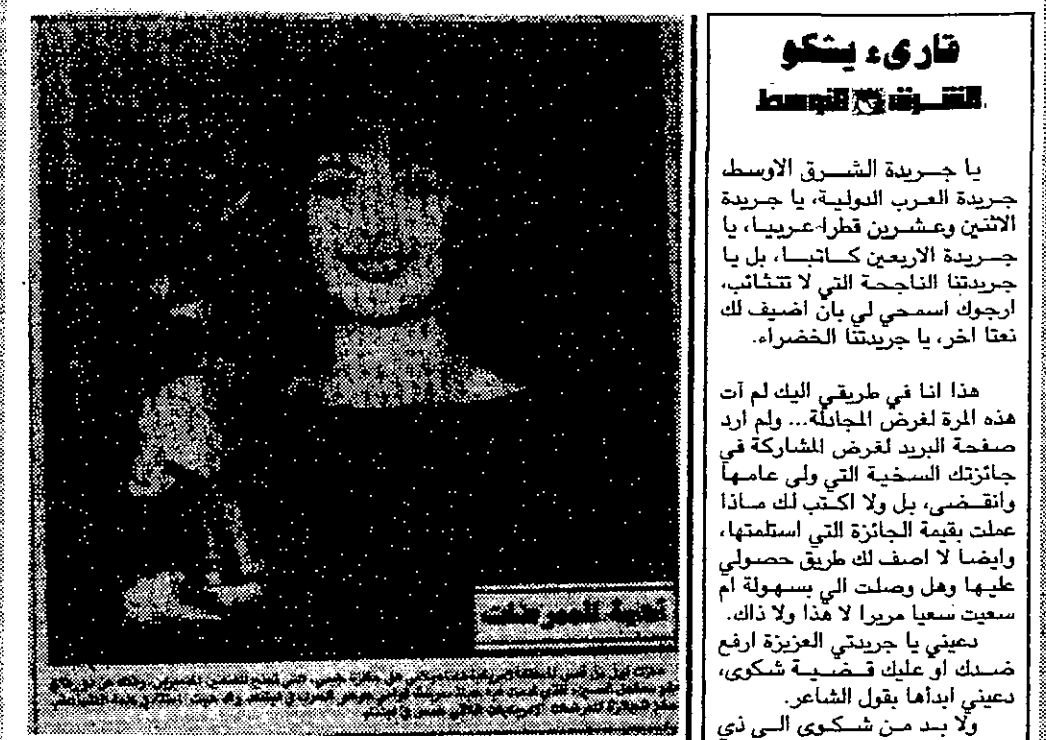 قارىء يشكو
الشرق الاوسط
يا جريدة الشرق الاوسط،
جريدة العرب الدولية، يا جريدة
الاثنتين وعشرين قطرا عربيا، يا
جريدة الاربعين كاتبا، بل يا
جريدتنا الناجحة التي لا تتثائب،
ارجوك اسمحي لي بان اضيف لك
نعتا اخر، يا جريدتنا الخضراء.
هذا انا في طريقي اليك لم آت
هذه المرة لغرض المجادلة... ولم ارد
صفحة البريد لغرض المشاركة في
جائزتك السخية التي ولى عامها
وانقضى، بل ولا اكتب لك ماذا
عملت بقيمة الجائزة التي استلمتها،
وايضا لا اصف لك طريق حصولي
عليها وهل وصلت الي بسهولة ام
سعيت سعيا مريرا لا هذا ولا ذاك.
دعيني يا جريدتي العزيزة ارفع
ضدك او عليك قضية شكوى،
دعيني ابدأها بقول الشاعر.
ولا بد من شكوى الى ذي